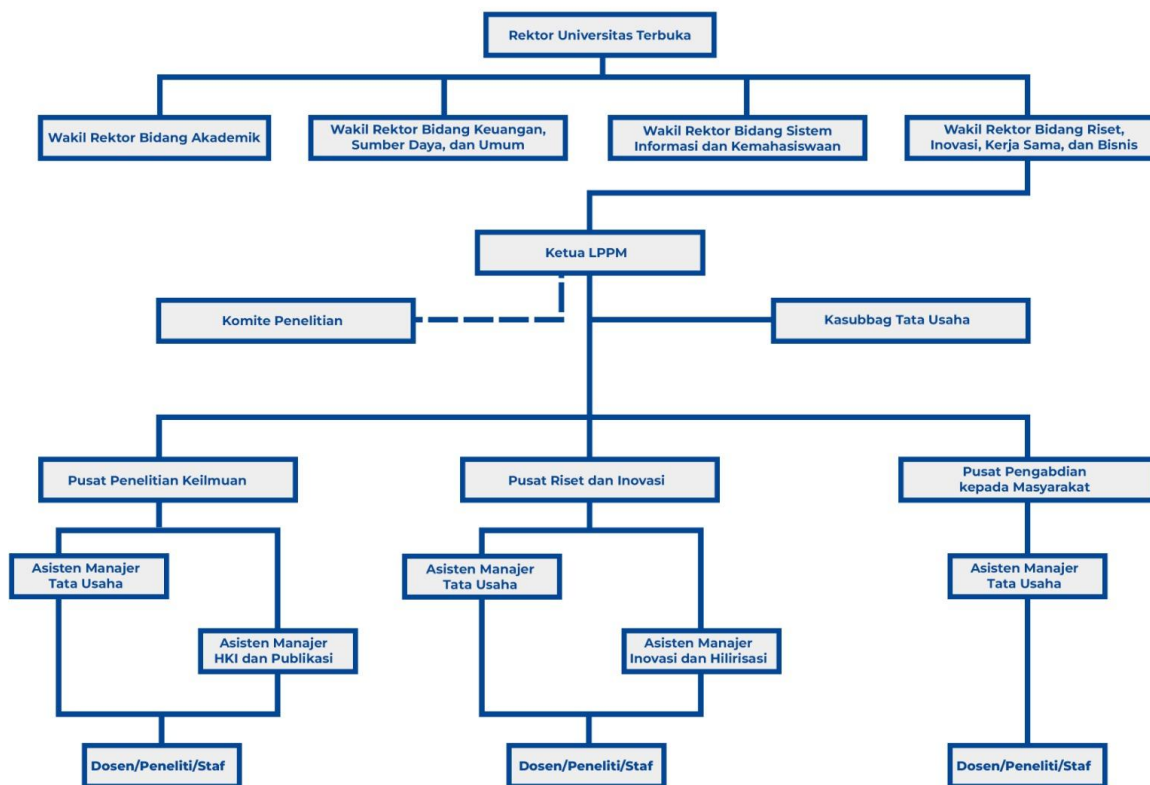 Rektor Universitas Terbuka
Wakil Rektor Bidang Akademik
Wakil Rektor Bidang Keuangan,
Sumber Daya, dan Umum
Wakil Rektor Bidang Sistem
Informasi dan Kemahasiswaan
Wakil Rektor Bidang Riset,
Inovasi, Kerja Sama, dan Bisnis
Ketua LPPM
Komite Penelitian
Kasubbag Tata Usaha
Pusat Penelitian Keilmuan
Pusat Riset dan Inovasi
Pusat Pengabdian
kepada Masyarakat
Asisten Manajer
Tata Usaha
Asisten Manajer
HKI dan Publikasi
Asisten Manajer
Tata Usaha
Asisten Manajer
Inovasi dan Hilirisasi
Asisten Manajer
Tata Usaha
Dosen/Peneliti/Staf
Dosen/Peneliti/Staf
Dosen/Peneliti/Staf